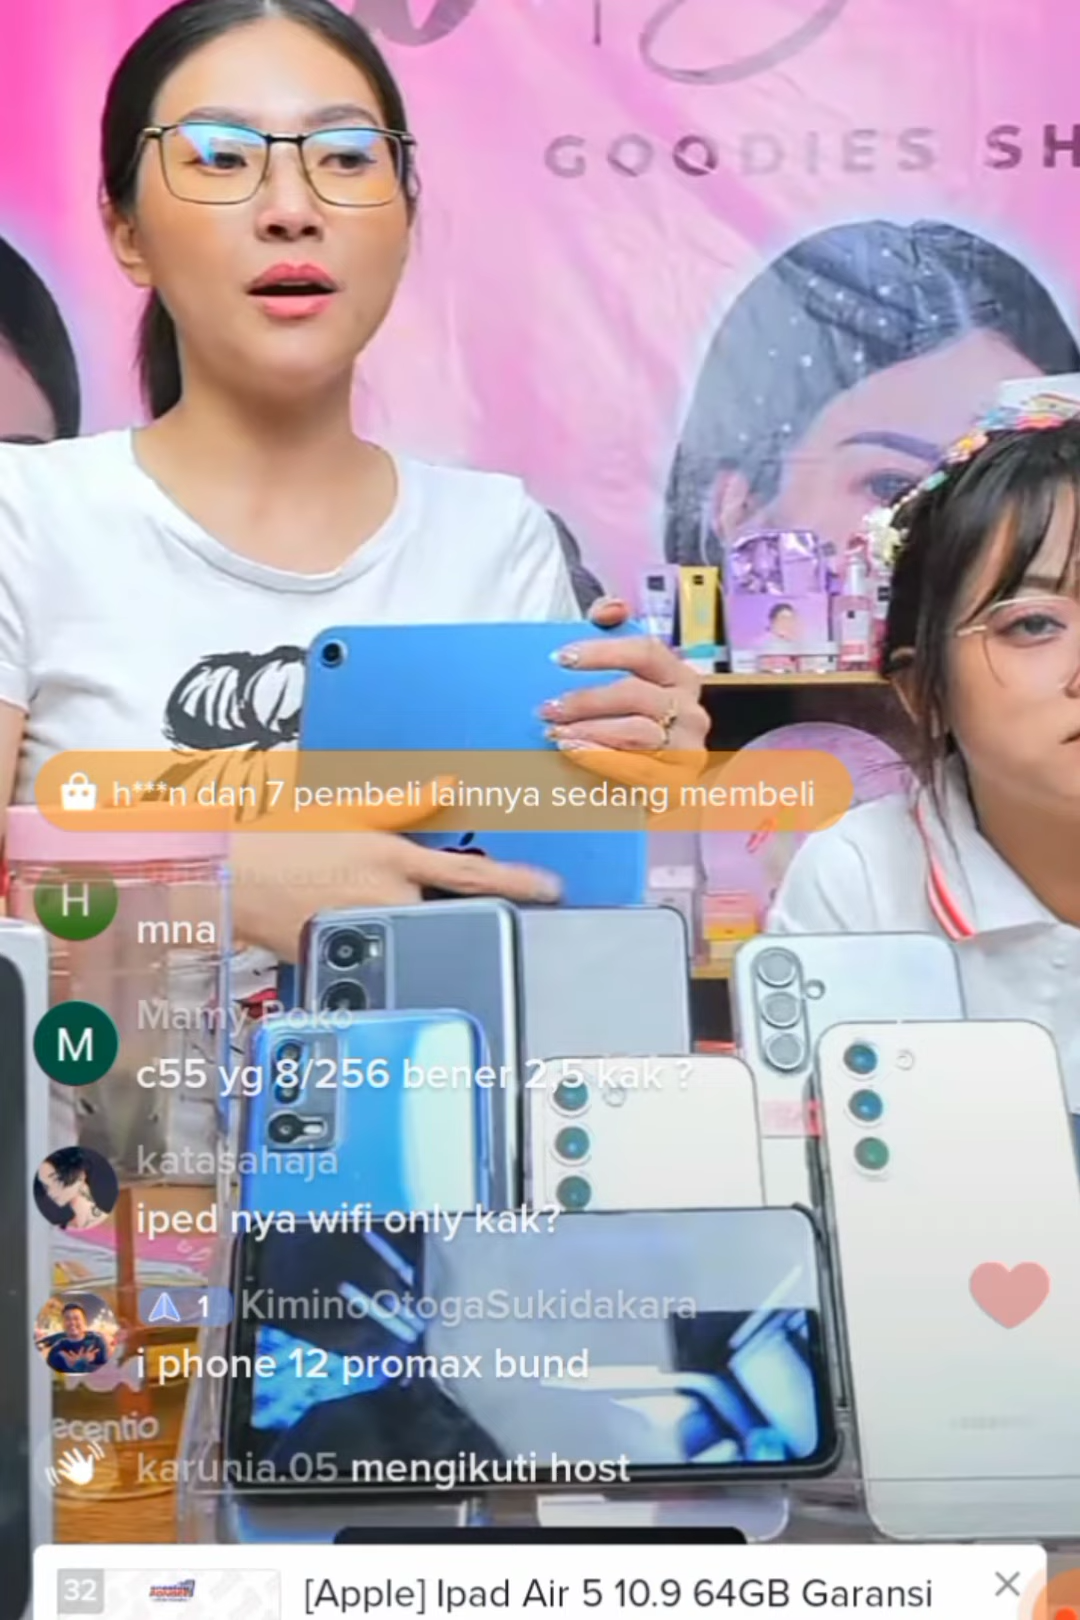 GOODIES SH
h***n dan 7 pembeli lainnya sedang membeli
H
mna
M
Mamy Poko
c55 yg 8/256 bener 2,5 kak ?
katasahaja
iped nya wifi only kak?
1 KiminoOtogaSukidakara
i phone 12 promax bund
ecentio
karunia.05 mengikuti host
32
[Apple] Ipad Air 5 10.9 64GB Garansi